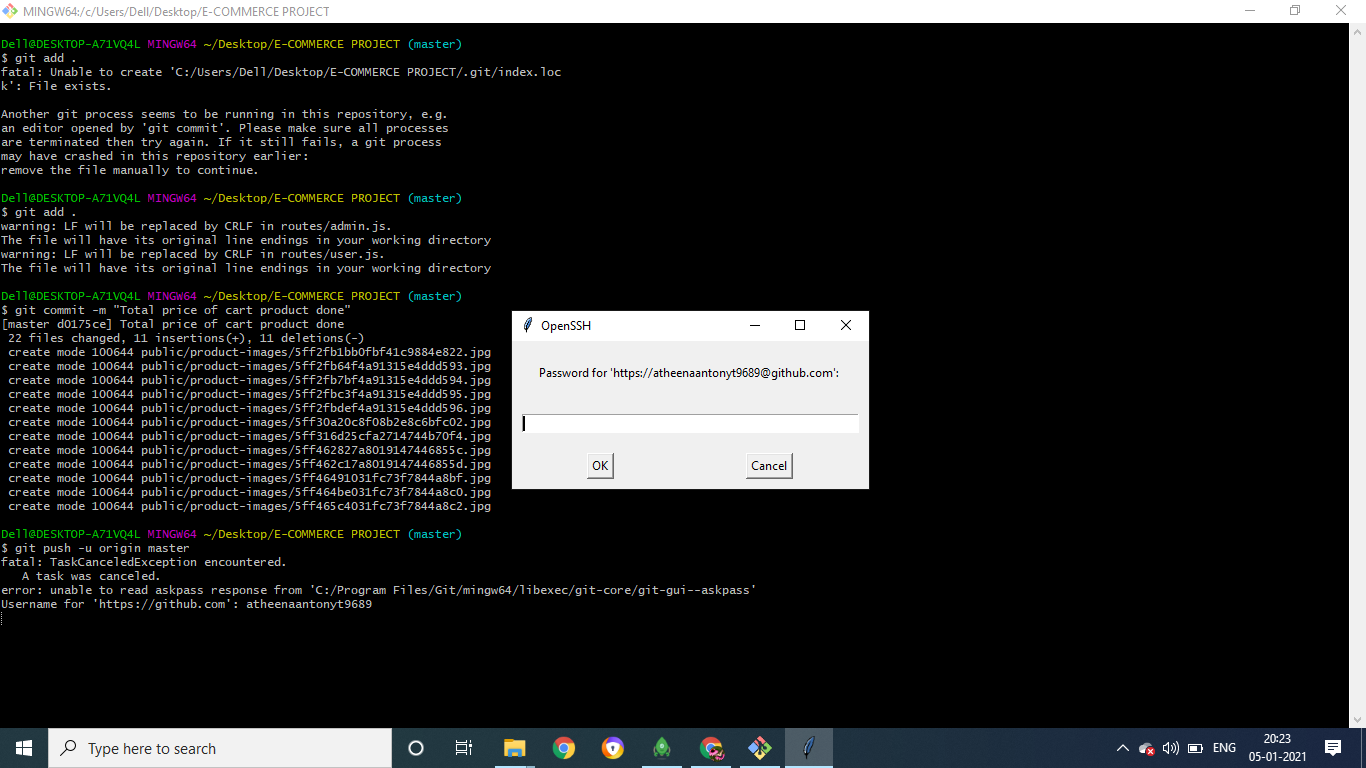 MINGW64:/c/Users/Dell/Desktop/E-COMMERCE PROJECT
Dell@DESKTOP-A71VQ4L MINGW64 ~/Desktop/E-COMMERCE PROJECT (master)
$ git add .
fatal: Unable to create 'C:/Users/Dell/Desktop/E-COMMERCE PROJECT/.git/index.loc
k': File exists.
Another git process seems to be running in this repository, e.g.
an editor opened by 'git commit'. Please make sure all processes
are terminated then try again. If it still fails, a git process
may have crashed in this repository earlier:
remove the file manually to continue.
Dell@DESKTOP-A71VQ4L MINGW64 ~/Desktop/E-COMMERCE PROJECT (master)
$ git add .
warning: LF will be replaced by CRLF in routes/admin.js.
The file will have its original line endings in your working directory
warning: LF will be replaced by CRLF in routes/user.js.
The file will have its original line endings in your working directory
Dell@DESKTOP-A71VQ4L MINGW64 ~/Desktop/E-COMMERCE PROJECT (master)
$ git commit -m "Total price of cart product done"
[master d0175ce] Total price of cart product done
22 files changed, 11 insertions(+), 11 deletions(-)
create mode 100644 public/product-images/5ff2fb1bb0fbf41c9884e822.jpg
create mode 100644 public/product-images/5ff2fb64f4a91315e4ddd593.jpg
create mode 100644 public/product-images/5ff2fb7bf4a91315e4ddd594.jpg
create mode 100644 public/product-images/5ff2fbc3f4a91315e4ddd595.jpg
create mode 100644 public/product-images/5ff2fbdef4a91315e4ddd596.jpg
create mode 100644 public/product-images/5ff30a20c8f08b2e8c6bfc02.jpg
create mode 100644 public/product-images/5ff316d25cfa2714744b70f4.jpg
create mode 100644 public/product-images/5ff462827a8019147446855c.jpg
create mode 100644 public/product-images/5ff462c17a8019147446855d.jpg
create mode 100644 public/product-images/5ff46491031fc73f7844a8bf.jpg
create mode 100644 public/product-images/5ff464be031fc73f7844a8c0.jpg
create mode 100644 public/product-images/5ff465c4031fc73f7844a8c2.jpg
Dell@DESKTOP-A71VQ4L MINGW64 ~/Desktop/E-COMMERCE PROJECT (master)
$ git push -u origin master
fatal: TaskCanceledException encountered.
A task was canceled.
error: unable to read askpass response from 'C:/Program Files/Git/mingw64/libexec/git-core/git-gui--askpass'
Username for 'https://github.com': atheenaantonyt9689
OpenSSH
Password for 'https://atheenaantonyt9689@github.com':
OK
Cancel
Type here to search
ENG
20:23
05-01-2021